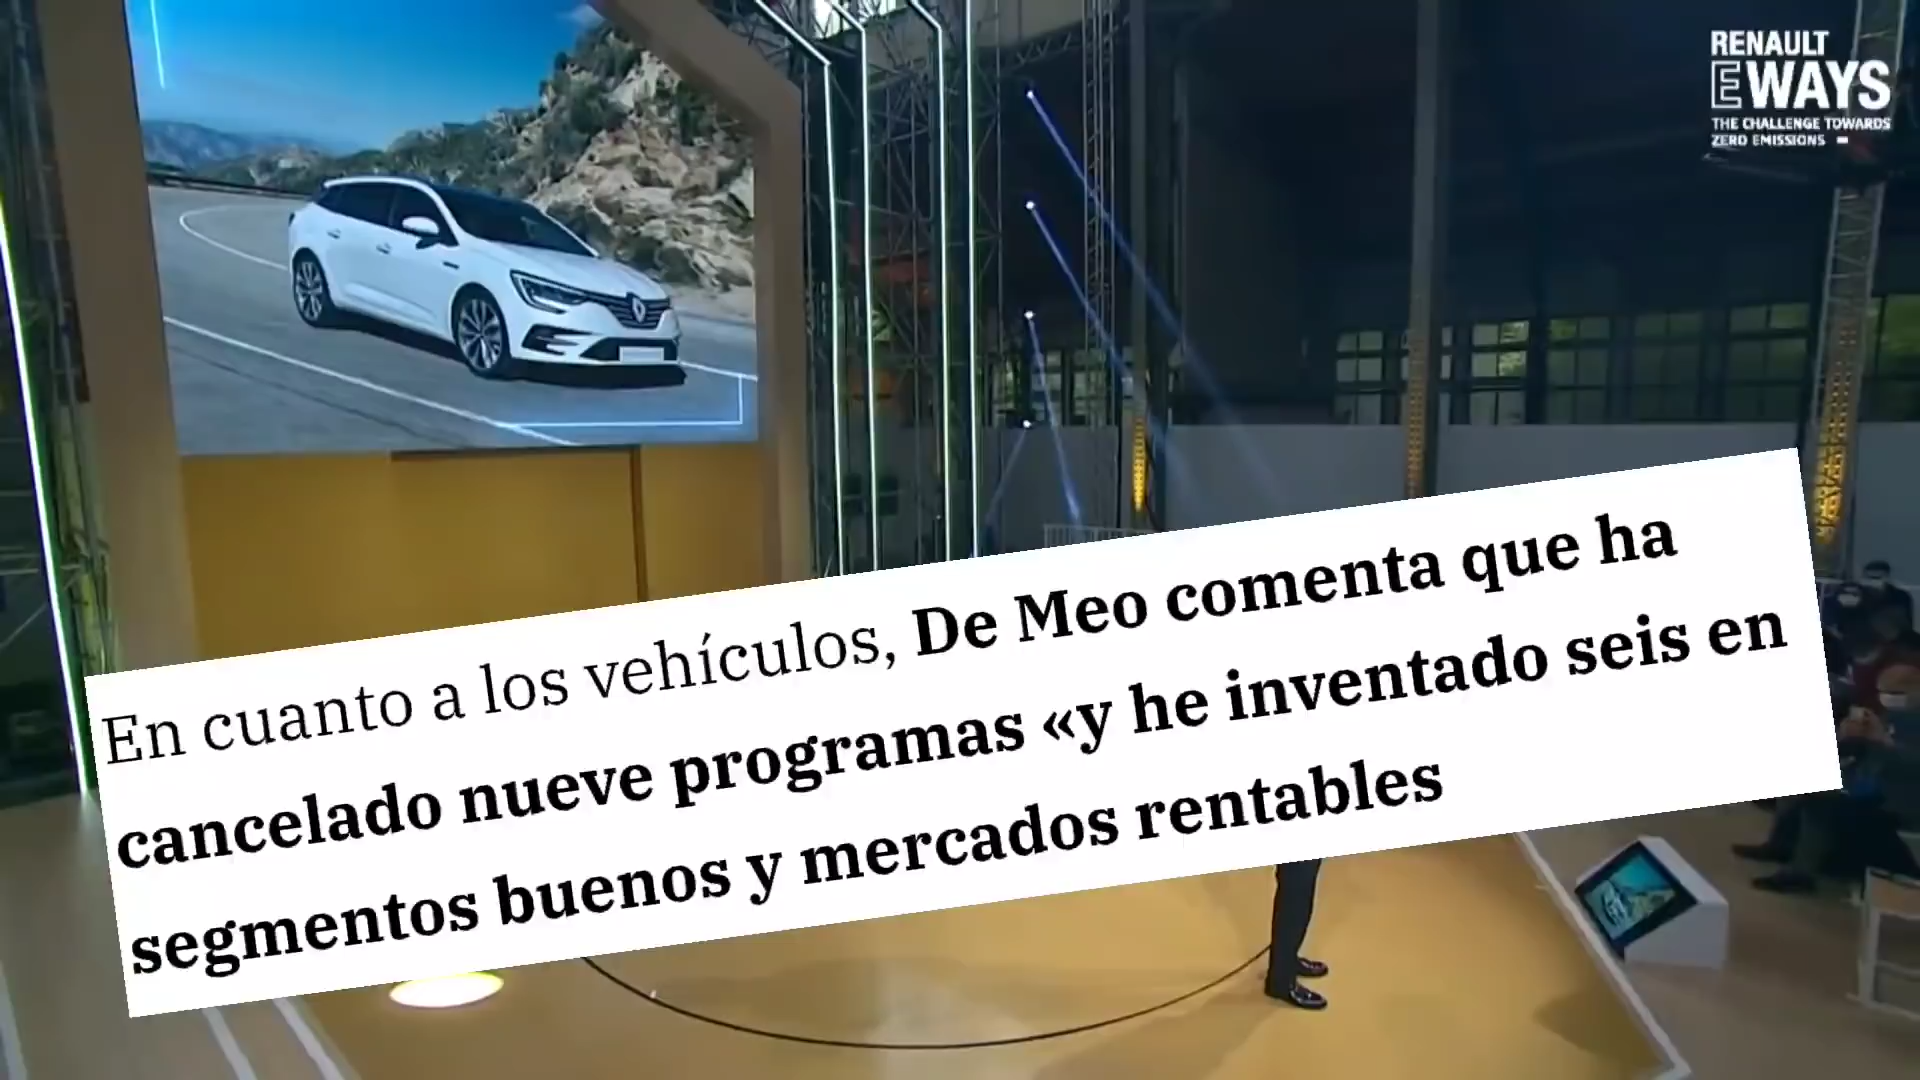 RENAULT
EWAYS
THE CHALLENGE TOWARDS
ZERO EMISSIONS
En cuanto a los vehículos, De Meo comenta que ha
cancelado nueve programas «y he inventado seis en
segmentos buenos y mercados rentables